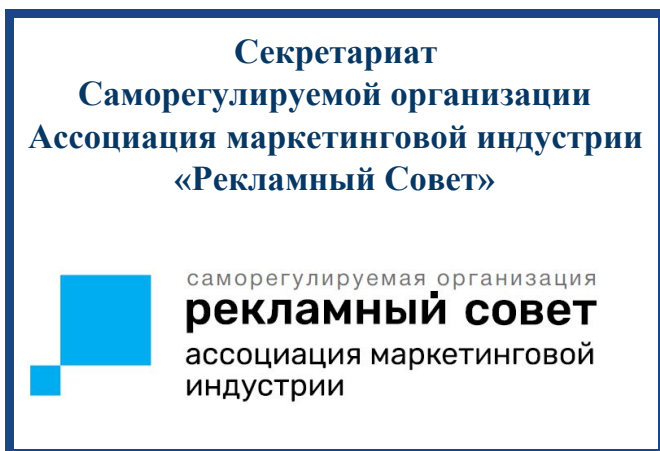 Секретариат
Саморегулируемой организации
Ассоциация маркетинговой индустрии
«Рекламный Совет»
саморегулируемая организация
рекламный совет
ассоциация маркетинговой
индустрии